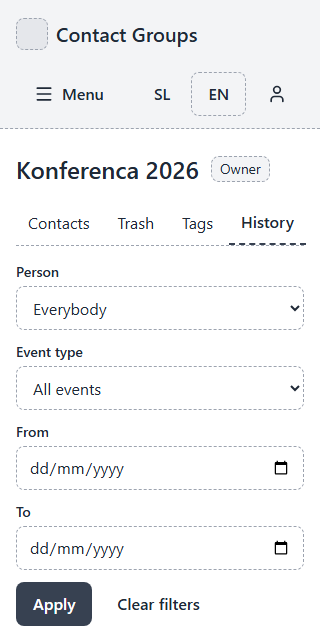 Contact Groups
Menu SL EN
Konferenca 2026 Owner
Contacts Trash Tags History
Person
Everybody
Event type
All events
From
dd/mm/yyyy
To
dd/mm/yyyy
Apply Clear filters